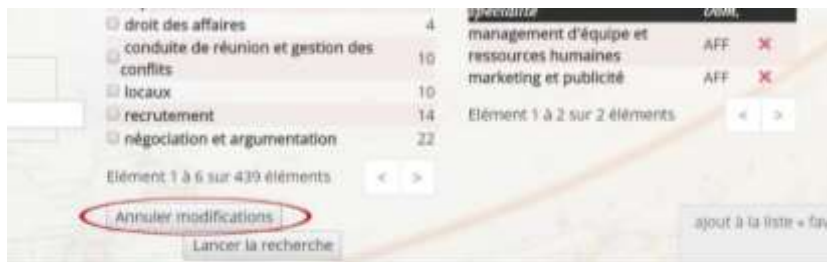 droit des affaires 4
conduite de réunion et gestion des
conflits 10
locaux 10
recrutement 14
négociation et argumentation 22
Elément 1 à 6 sur 439 éléments < >
Annuler modifications
Lancer la recherche
spécialité Dom.
management d'équipe et
ressources humaines AFF ×
marketing et publicité AFF ×
Elément 1 à 2 sur 2 éléments < >
ajout à la liste « fav